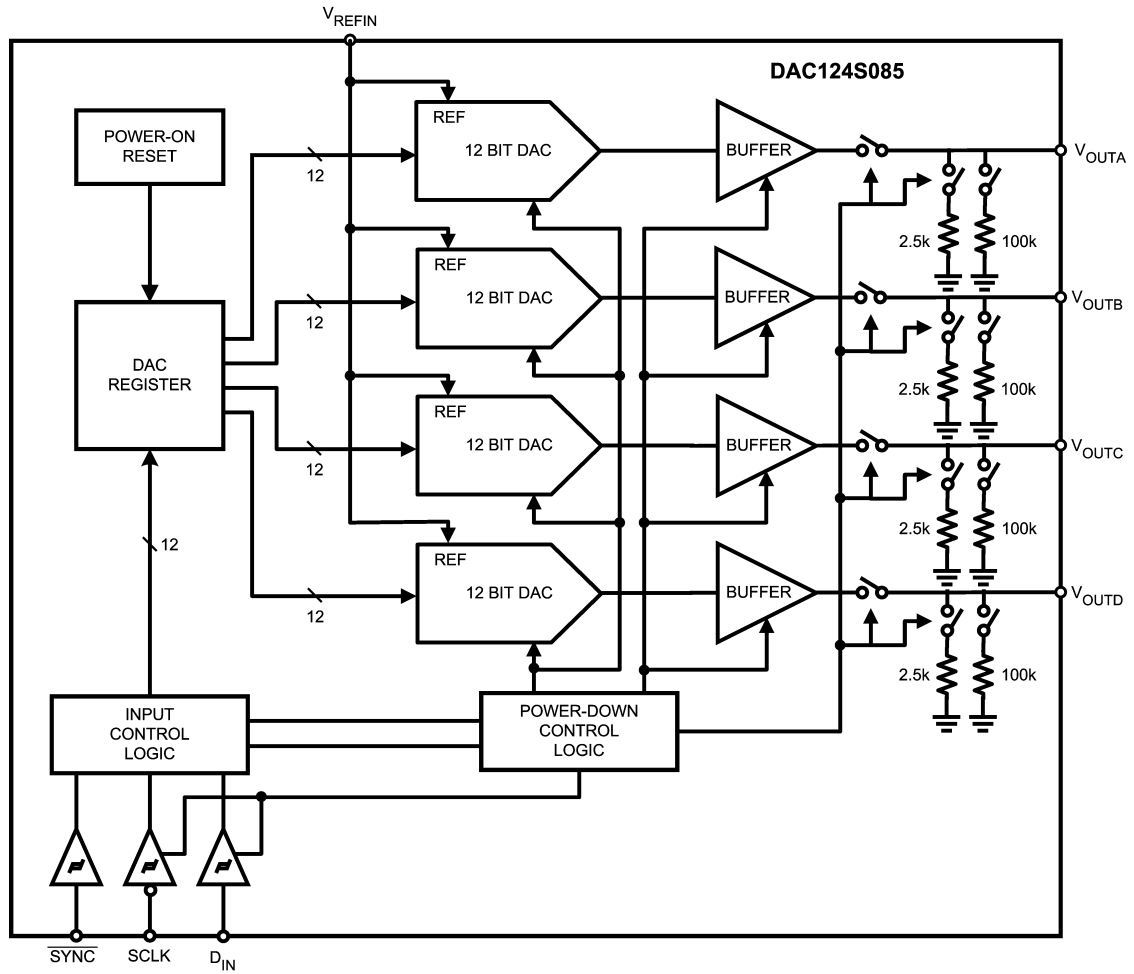 VREFIN
DAC124S085
POWER-ON
RESET
REF
12 BIT DAC
BUFFER
12
VOUTA
2.5k
100k
REF
12 BIT DAC
BUFFER
12
VOUTB
DAC
REGISTER
2.5k
100k
REF
12 BIT DAC
BUFFER
12
VOUTC
12
2.5k
100k
REF
12 BIT DAC
BUFFER
12
VOUTD
2.5k
100k
INPUT
CONTROL
LOGIC
POWER-DOWN
CONTROL
LOGIC
SYNC
SCLK
DIN